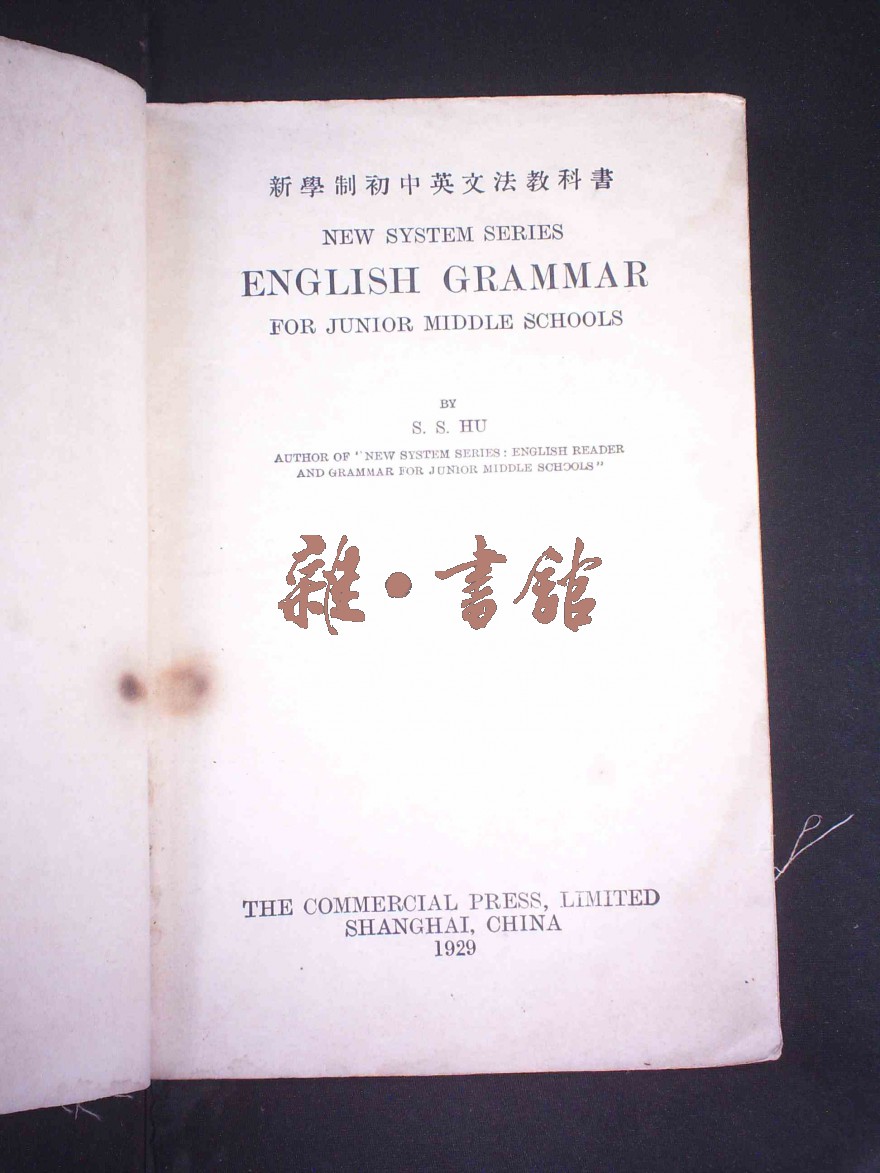 新學制初中英文法教科書
NEW SYSTEM SERIES
ENGLISH GRAMMAR
FOR JUNIOR MIDDLE SCHOOLS
BY
S. S. HU
AUTHOR OF "NEW SYSTEM SERIES: ENGLISH READER
AND GRAMMAR FOR JUNIOR MIDDLE SCHOOLS"
雜·書館
THE COMMERCIAL PRESS, LIMITED
SHANGHAI, CHINA
1929